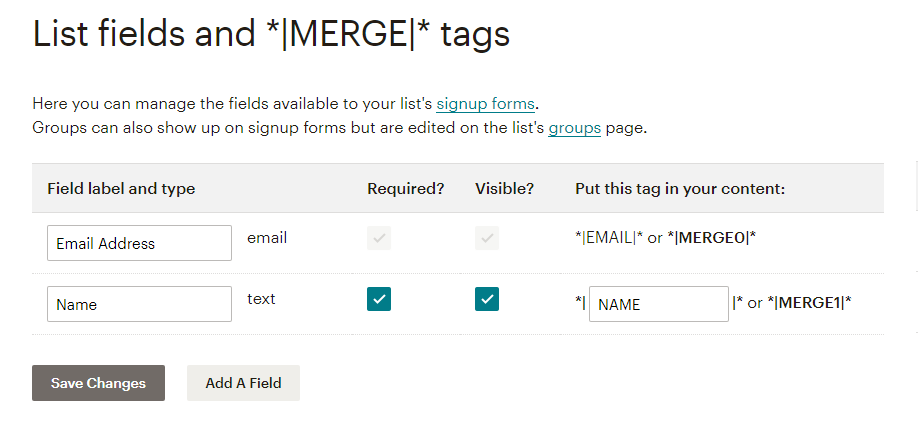 List fields and *|MERGE|* tags
Here you can manage the fields available to your list's signup forms.
Groups can also show up on signup forms but are edited on the list's groups page.
Field label and type Required? Visible? Put this tag in your content:
Email Address email *|EMAIL|* or *|MERGE0|*
Name text *| NAME |* or *|MERGE1|*
Save Changes Add A Field